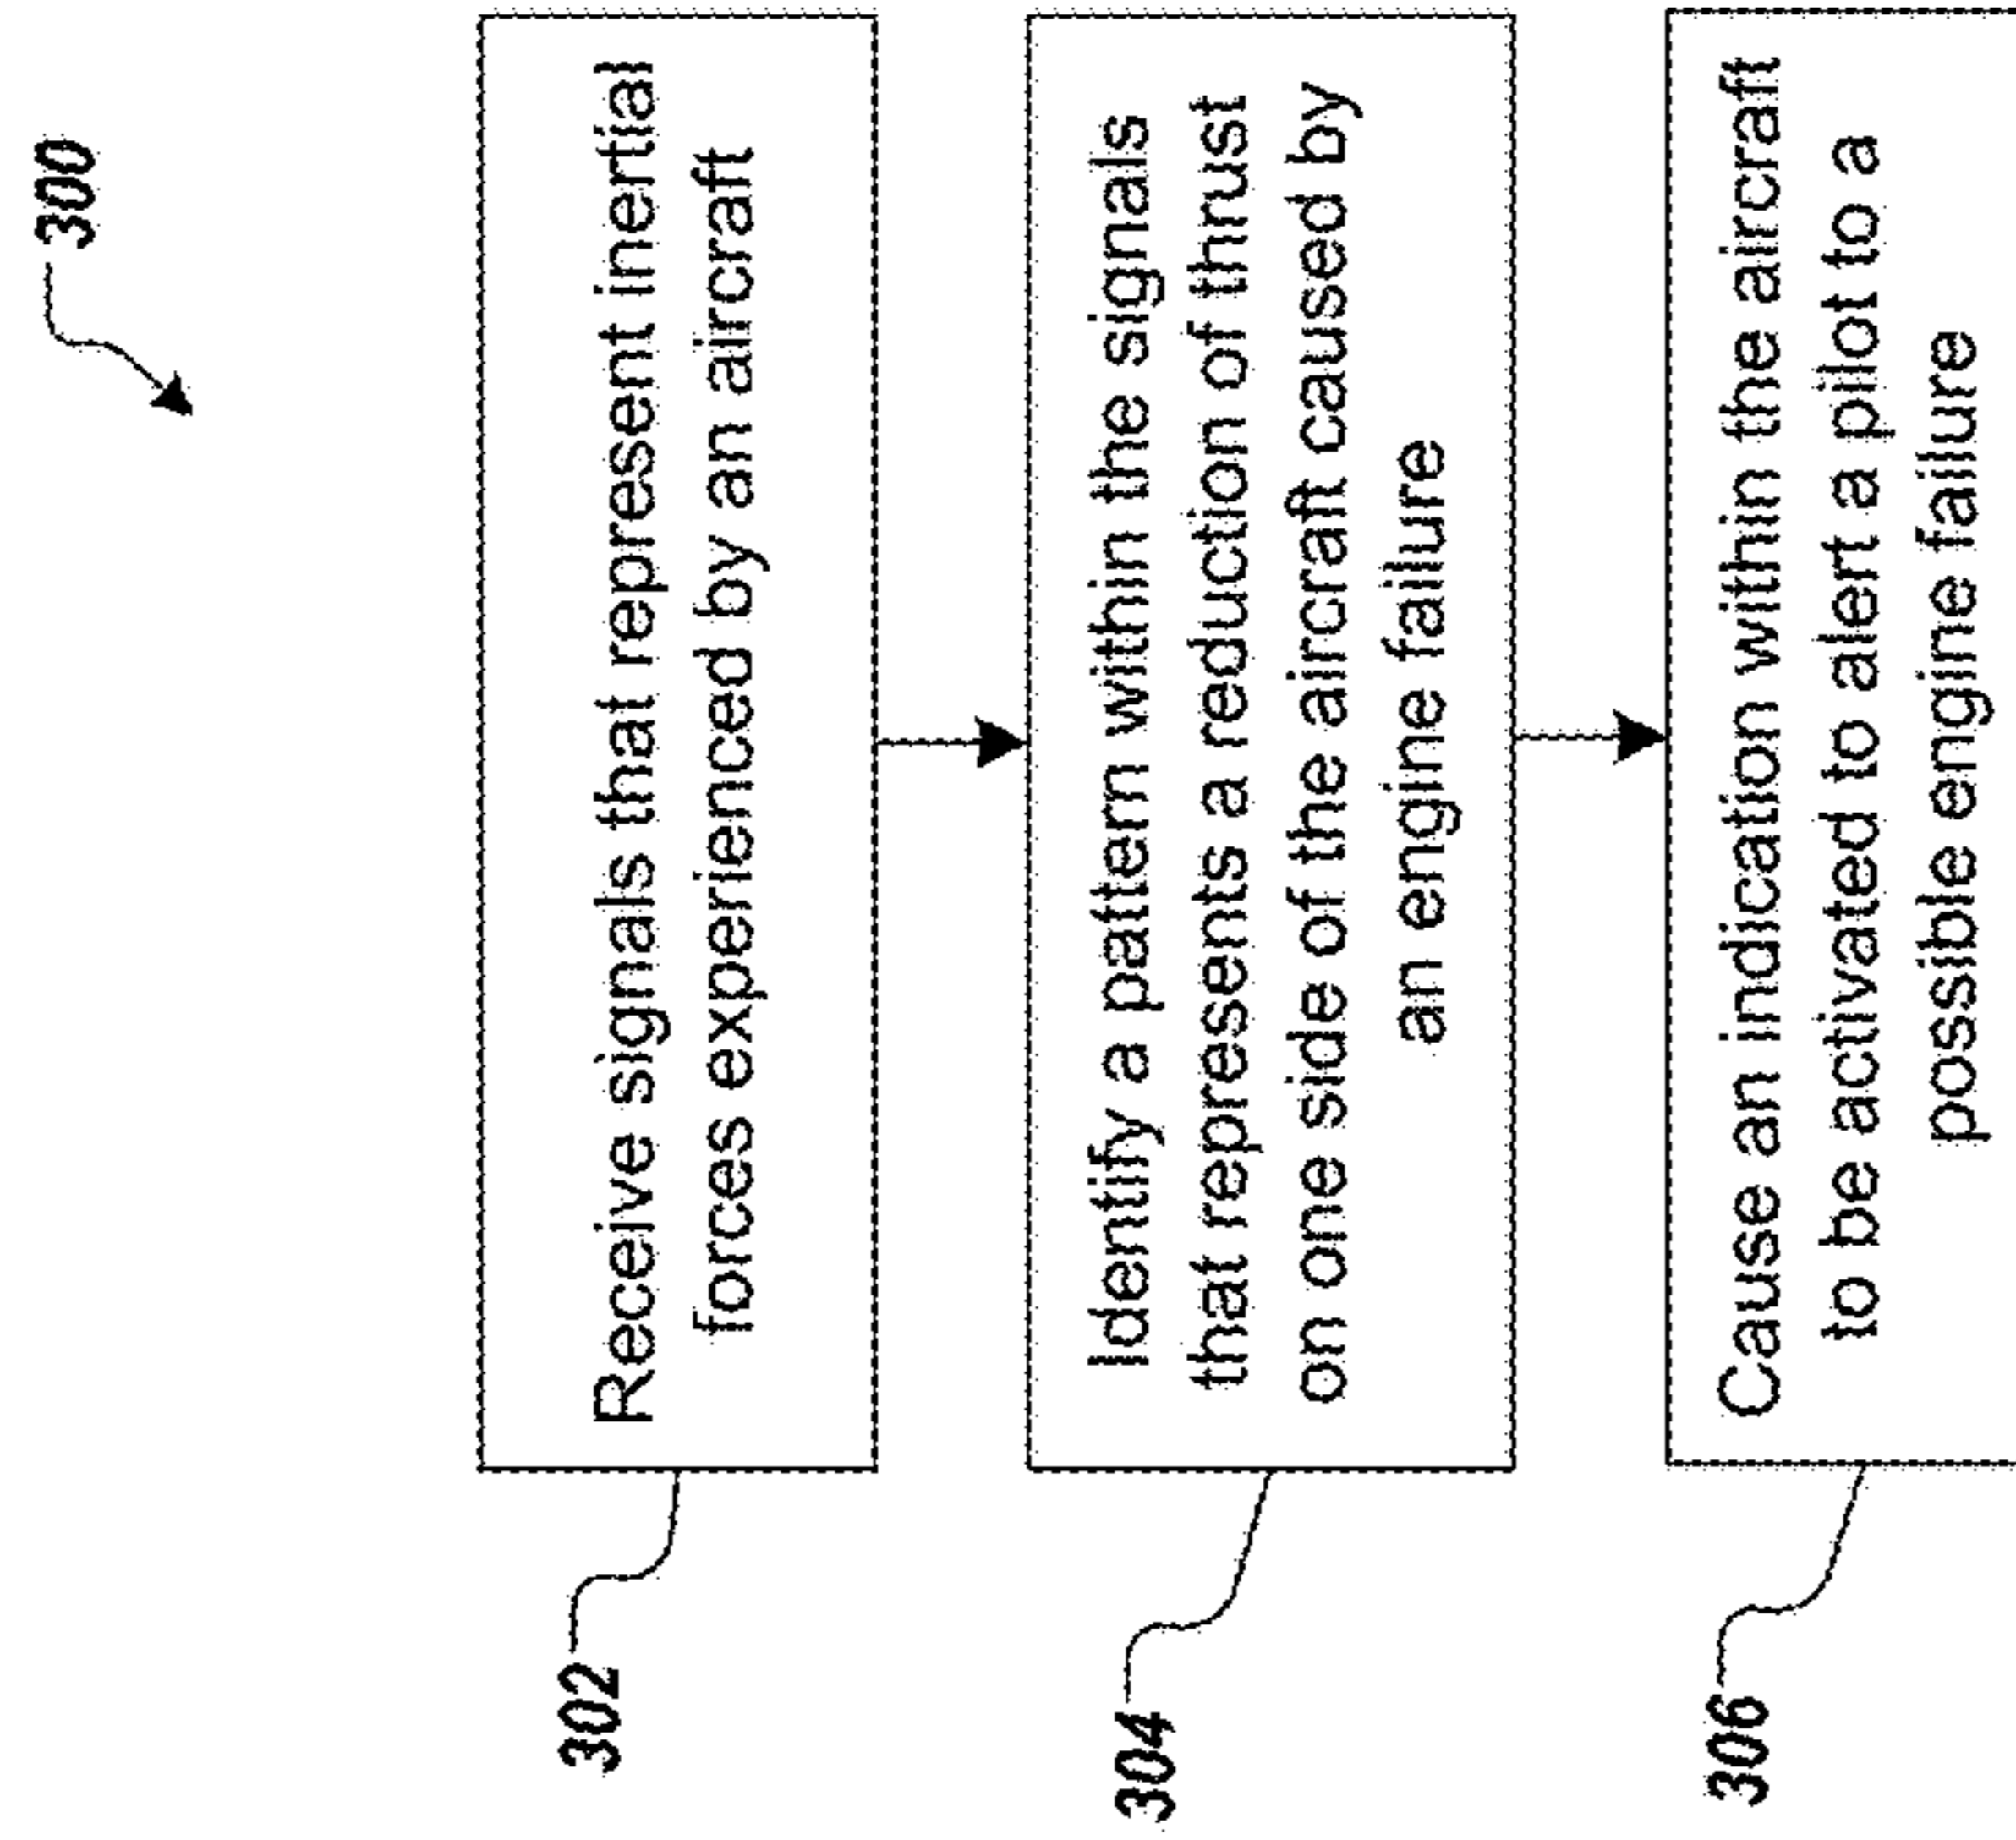 300
302
Receive signals that represent inertial
forces experienced by an aircraft
304
Identify a pattern within the signals
that represents a reduction of thrust
on one side of the aircraft caused by
an engine failure
306
Cause an indication within the aircraft
to be activated to alert a pilot to a
possible engine failure